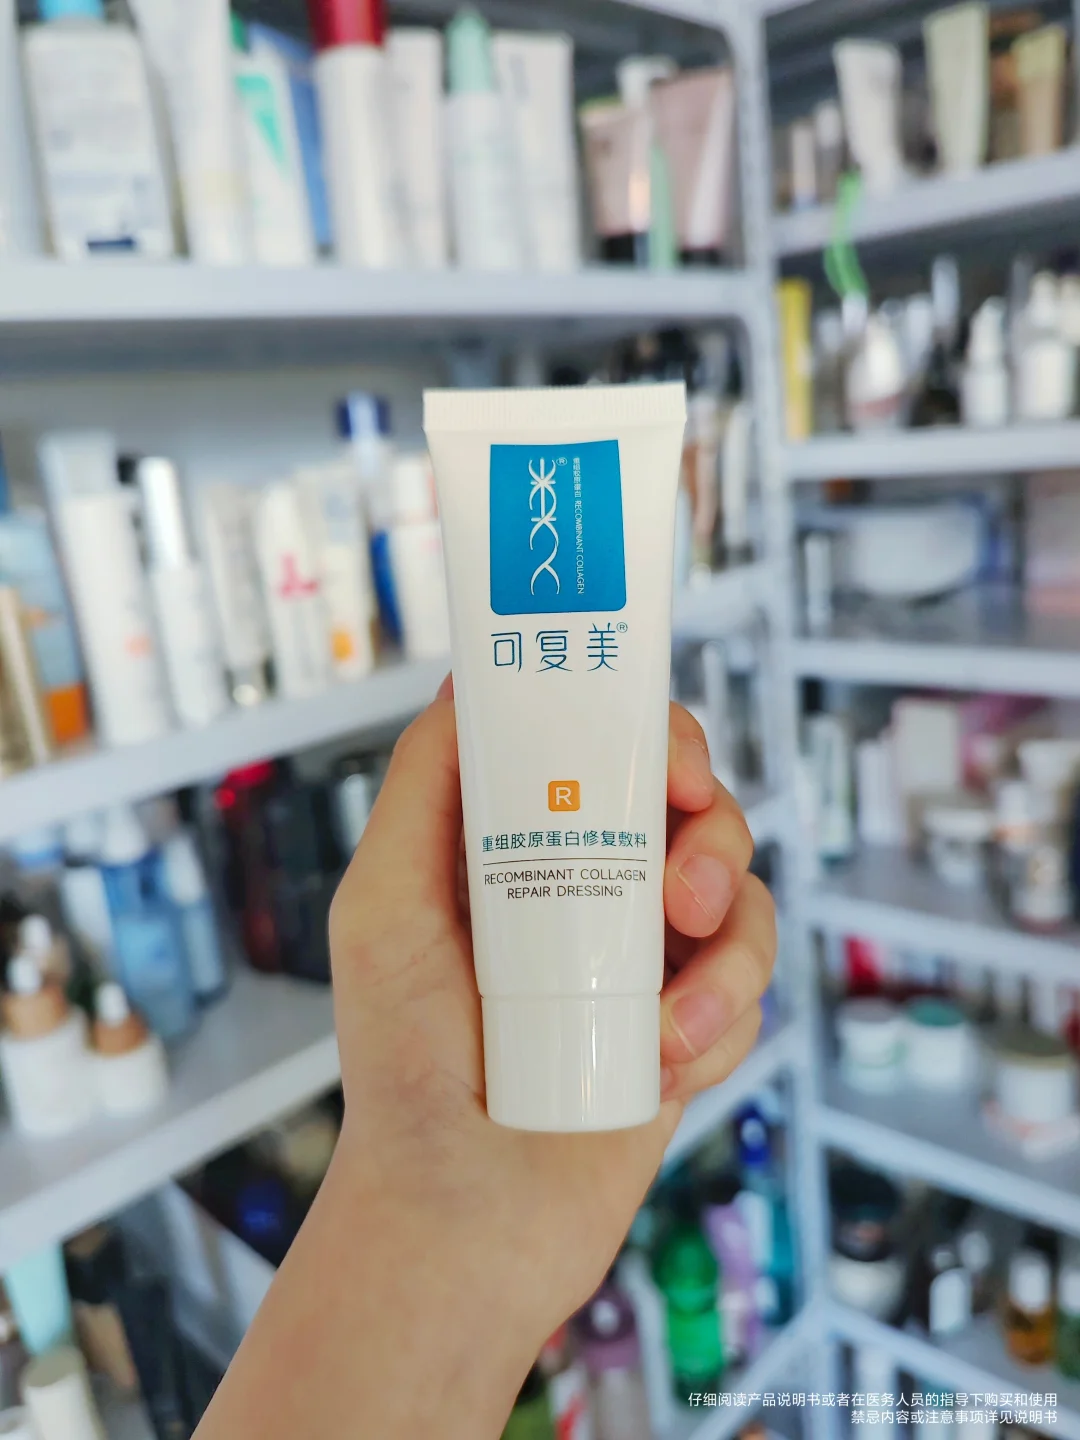 重组胶原蛋白 RECOMBINANT COLLAGEN
®
可复美®
R
重组胶原蛋白修复敷料
RECOMBINANT COLLAGEN
REPAIR DRESSING
仔细阅读产品说明书或者在医务人员的指导下购买和使用
禁忌内容或注意事项详见说明书